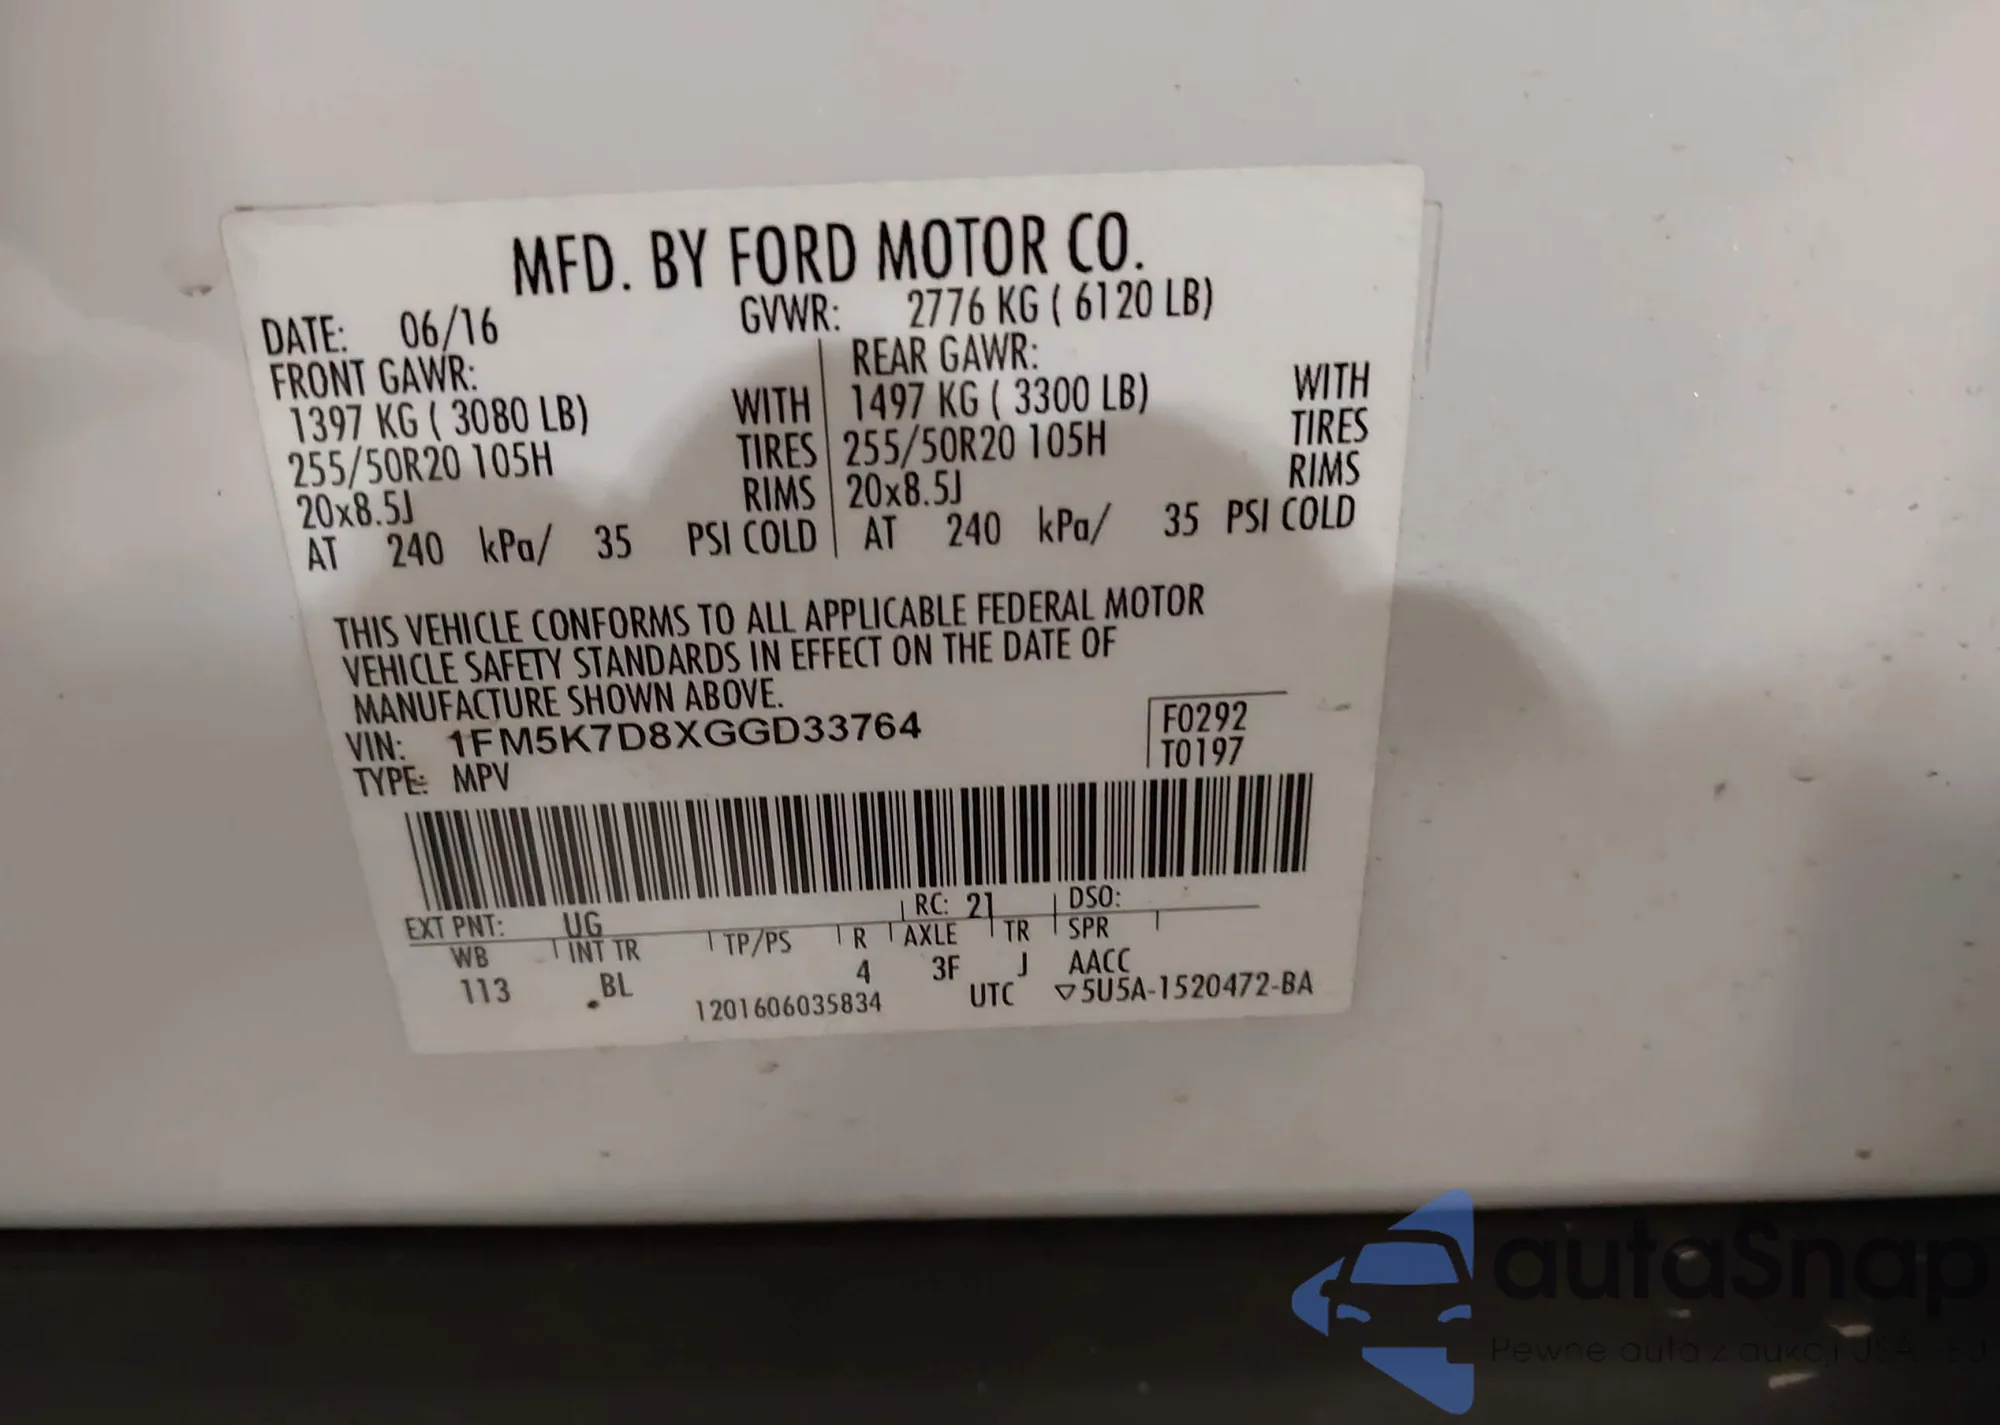 MFD. BY FORD MOTOR CO.
DATE: 06/16 GVWR: 2776 KG ( 6120 LB)
FRONT GAWR: REAR GAWR:
1397 KG ( 3080 LB) WITH 1497 KG ( 3300 LB) WITH
255/50R20 105H TIRES 255/50R20 105H TIRES
20x8.5J RIMS 20x8.5J RIMS
AT 240 kPa/ 35 PSI COLD AT 240 kPa/ 35 PSI COLD
THIS VEHICLE CONFORMS TO ALL APPLICABLE FEDERAL MOTOR
VEHICLE SAFETY STANDARDS IN EFFECT ON THE DATE OF
MANUFACTURE SHOWN ABOVE.
VIN: 1FM5K7D8XGGD33764 F0292
TYPE: MPV T0197
EXT PNT: UG RC: 21 DSO:
WB INT TR TP/PS R AXLE TR SPR
113 BL 4 3F J AACC
1201606035834 UTC ▽5U5A-1520472-BA
autaSnap
Pewne auta z aukcji USA